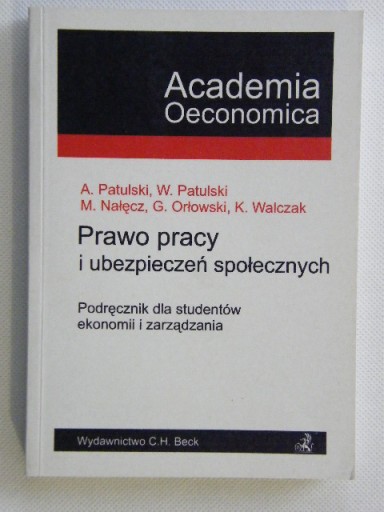 Academia
Oeconomica
A. Patulski, W. Patulski
M. Nałęcz, G. Orłowski, K. Walczak
Prawo pracy
i ubezpieczeń społecznych
Podręcznik dla studentów
ekonomii i zarządzania
Wydawnictwo C.H. Beck